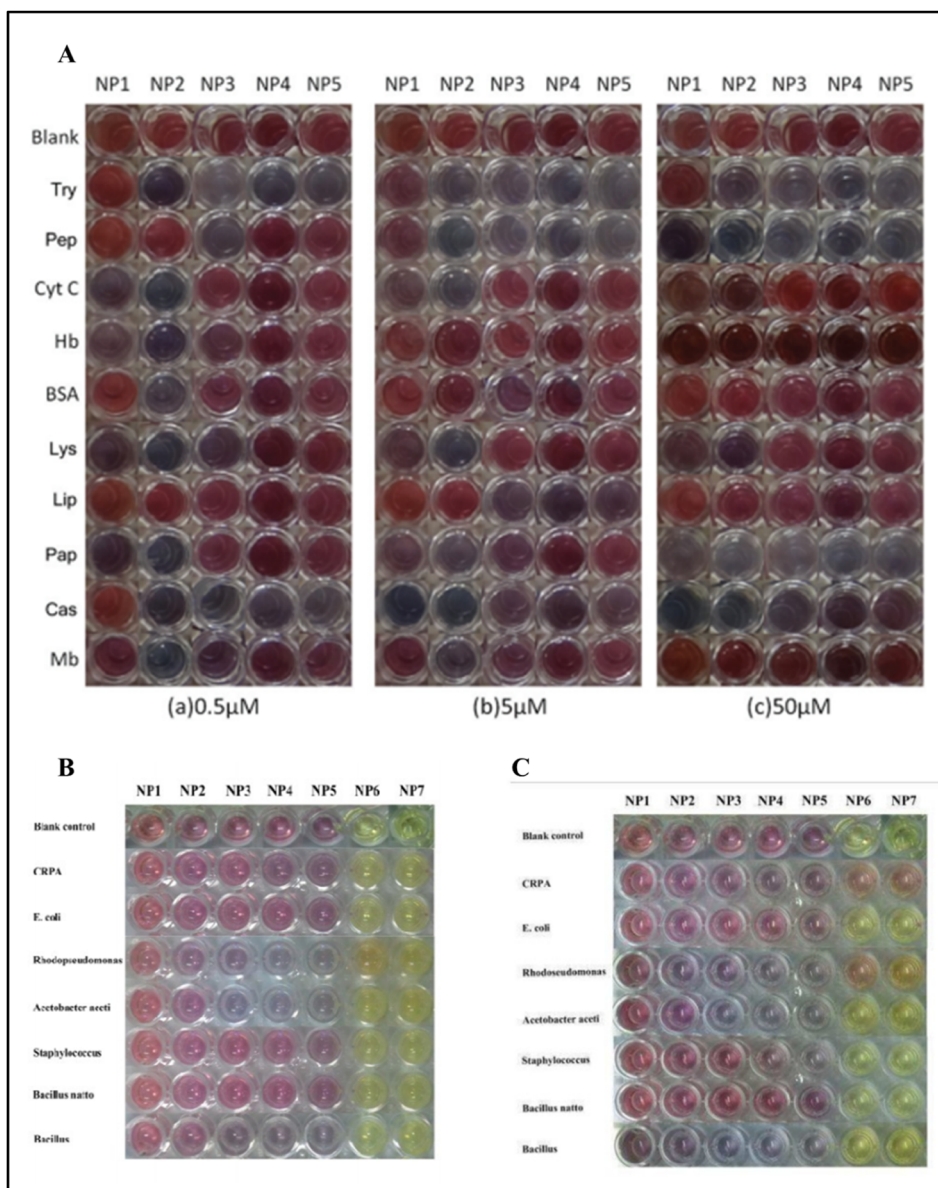 A
NP1 NP2 NP3 NP4 NP5 NP1 NP2 NP3 NP4 NP5 NP1 NP2 NP3 NP4 NP5
Blank
Try
Pep
Cyt C
Hb
BSA
Lys
Lip
Pap
Cas
Mb
(a)0.5μM (b)5μM (c)50μM
B
NP1 NP2 NP3 NP4 NP5 NP6 NP7
Blank control
CRPA
E. coli
Rhodopseudomonas
Acetobacter aceti
Staphylococcus
Bacillus natto
Bacillus
C
NP1 NP2 NP3 NP4 NP5 NP6 NP7
Blank control
CRPA
E. coli
Rhodoseudomonas
Acetobacter aceti
Staphylococcus
Bacillus natto
Bacillus